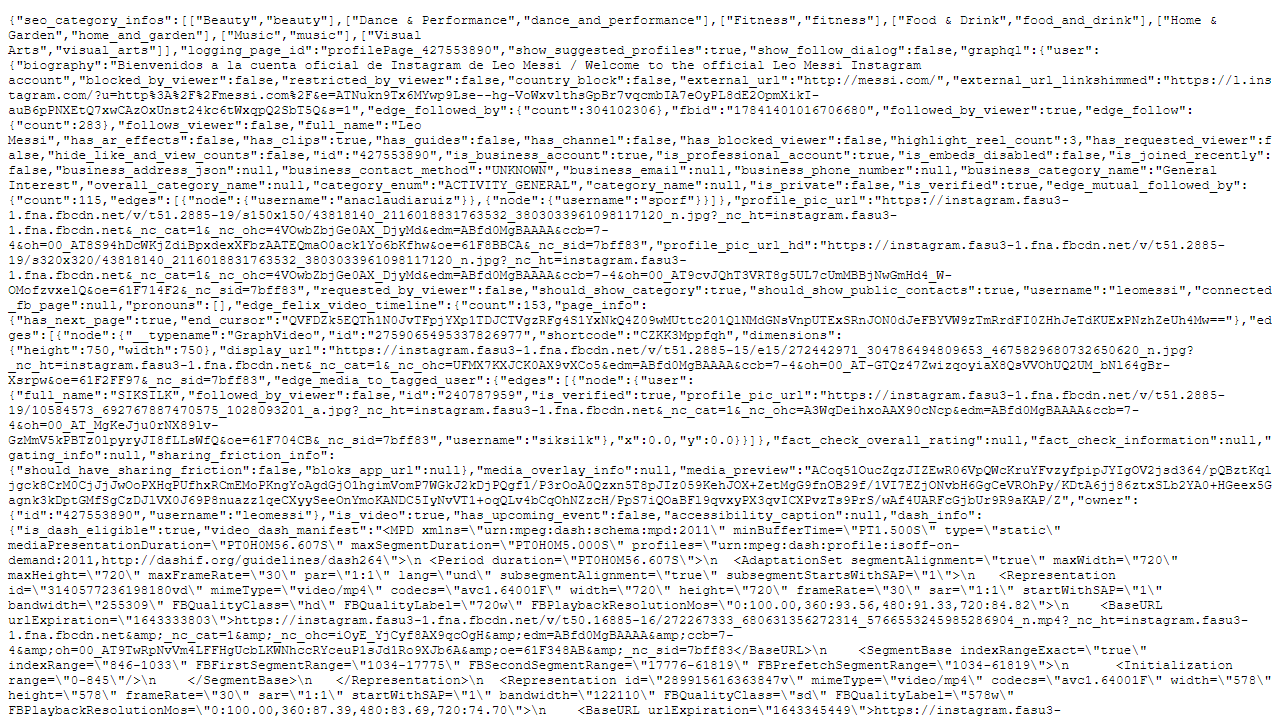 {"seo_category_infos":[["Beauty","beauty"],["Dance & Performance","dance_and_performance"],["Fitness","fitness"],["Food & Drink","food_and_drink"],["Home &
Garden","home_and_garden"],["Music","music"],["Visual
Arts","visual_arts"]],"logging_page_id":"profilePage_427553890","show_suggested_profiles":true,"show_follow_dialog":false,"graphql":{"user":
{"biography":"Bienvenidos a la cuenta oficial de Instagram de Leo Messi / Welcome to the official Leo Messi Instagram
account","blocked_by_viewer":false,"restricted_by_viewer":false,"country_block":false,"external_url":"http://messi.com/","external_url_linkshimmed":"https://l.ins
tagram.com/?u=http%3A%2F%2Fmessi.com%2F&e=ATNukn9Tx6MYwp9Lse--hg-VoWxvlthsGpBr7vqcmbIA7eOyPL8dE2OpmXikI-
auB6pPNXEtQ7xwCAzOxUnst24kc6tWxqpQ2SbT5Q&s=1","edge_followed_by":{"count":304102306},"fbid":"17841401016706680","followed_by_viewer":true,"edge_follow":
{"count":283},"follows_viewer":false,"full_name":"Leo
Messi","has_ar_effects":false,"has_clips":true,"has_guides":false,"has_channel":false,"has_blocked_viewer":false,"highlight_reel_count":3,"has_requested_viewer":f
alse,"hide_like_and_view_counts":false,"id":"427553890","is_business_account":true,"is_professional_account":true,"is_embeds_disabled":false,"is_joined_recently":
false,"business_address_json":null,"business_contact_method":"UNKNOWN","business_email":null,"business_phone_number":null,"business_category_name":"General
Interest","overall_category_name":null,"category_enum":"ACTIVITY_GENERAL","category_name":null,"is_private":false,"is_verified":true,"edge_mutual_followed_by":
{"count":115,"edges":[{"node":{"username":"anaclaudiaruiz"}},{"node":{"username":"sporf"}}]},"profile_pic_url":"https://instagram.fasu3-
1.fna.fbcdn.net/v/t51.2885-19/s150x150/43818140_2116018831763532_3803033961098117120_n.jpg?_nc_ht=instagram.fasu3-
1.fna.fbcdn.net&_nc_cat=1&_nc_ohc=4VOwbZbjGe0AX_DjyMd&edm=ABfd0MgBAAAA&ccb=7-
4&oh=00_AT8S94hDcWKjZdiBpxdexXFbzAATEQmaO0ack1Yo6bKfhw&oe=61F8BBCA&_nc_sid=7bff83","profile_pic_url_hd":"https://instagram.fasu3-1.fna.fbcdn.net/v/t51.2885-
19/s320x320/43818140_2116018831763532_3803033961098117120_n.jpg?_nc_ht=instagram.fasu3-
1.fna.fbcdn.net&_nc_cat=1&_nc_ohc=4VOwbZbjGe0AX_DjyMd&edm=ABfd0MgBAAAA&ccb=7-4&oh=00_AT9cvJQhT3VRT8g5UL7cUmMBBjNwGmHd4_W-
OMofzvxelQ&oe=61F714F2&_nc_sid=7bff83","requested_by_viewer":false,"should_show_category":true,"should_show_public_contacts":true,"username":"leomessi","connected
_fb_page":null,"pronouns":[],"edge_felix_video_timeline":{"count":153,"page_info":
{"has_next_page":true,"end_cursor":"QVFDZk5EQTh1N0JvTFpjYXp1TDJCTVgzRFg4S1YxNkQ4Z09wMUttc201Q1NMdGNsVnpUTExSRnJON0dJeFBYVW9zTmRrdFI0ZHhJeTdKUExPNzhZeUh4Mw=="},"ed
ges":[{"node":{"__typename":"GraphVideo","id":"2759065495337826977","shortcode":"CZKK3Mppfqh","dimensions":
{"height":750,"width":750},"display_url":"https://instagram.fasu3-1.fna.fbcdn.net/v/t51.2885-15/e15/272442971_304786494809653_4675829680732650620_n.jpg?
_nc_ht=instagram.fasu3-1.fna.fbcdn.net&_nc_cat=1&_nc_ohc=UFMX7KXJCK0AX9vXCo5&edm=ABfd0MgBAAAA&ccb=7-4&oh=00_AT-GTQz47ZwizqoyiaX8QsVVOhUQ2UM_bNl64gBr-
Xsrpw&oe=61F2FF97&_nc_sid=7bff83","edge_media_to_tagged_user":{"edges":[{"node":{"user":
{"full_name":"SIKSILK","followed_by_viewer":false,"id":"240787959","is_verified":true,"profile_pic_url":"https://instagram.fasu3-1.fna.fbcdn.net/v/t51.2885-
19/10584573_692767887470575_1028093201_a.jpg?_nc_ht=instagram.fasu3-1.fna.fbcdn.net&_nc_cat=1&_nc_ohc=A3WqDeihxoAAX90cNcp&edm=ABfd0MgBAAAA&ccb=7-
4&oh=00_AT_MgKeJju0rNX89lv-
GzMmV5kPBTz0lpyryJI8fLLsWfQ&oe=61F704CB&_nc_sid=7bff83","username":"siksilk"},"x":0.0,"y":0.0}}]},"fact_check_overall_rating":null,"fact_check_information":null,"
gating_info":null,"sharing_friction_info":
{"should_have_sharing_friction":false,"bloks_app_url":null},"media_overlay_info":null,"media_preview":"ACoq51OucZqzJIZEwR06VpQWcKruYFvzyfpipJYIgOV2jsd364/pQBztKql
jgck8CrM0CjJjJwOoPXHqPUfhxRCmEMoPKngYoAgdGjO1hgimVomP7WGkJ2kDjPQgf1/P3rOoA0Qzxn5T8pJIz059KehJOX+ZetMgG9fnOB29f/1VI7EZjONvbH6GgCeVROhPy/KDtA6jj86ztxSLb2YA0+HGeex5G
agnk3kDptGMfSgCzDJlVX0J69P8nuazz1qeCXyySeeOnYmoKANDC5IyNvVT1+oqQLv4bCqOhNZzcH/PpS7iQOaBFl9qvxyPX3qvICXPvzTs9PrS/wAf4UARFcGjbUr9R9aKAP/Z","owner":
{"id":"427553890","username":"leomessi"},"is_video":true,"has_upcoming_event":false,"accessibility_caption":null,"dash_info":
{"is_dash_eligible":true,"video_dash_manifest":"<MPD xmlns=\"urn:mpeg:dash:schema:mpd:2011\" minBufferTime=\"PT1.500S\" type=\"static\"
mediaPresentationDuration=\"PT0H0M56.607S\" maxSegmentDuration=\"PT0H0M5.000S\" profiles=\"urn:mpeg:dash:profile:isoff-on-
demand:2011,http://dashif.org/guidelines/dash264\">\n <Period duration=\"PT0H0M56.607S\">\n  <AdaptationSet segmentAlignment=\"true\" maxWidth=\"720\"
maxHeight=\"720\" maxFrameRate=\"30\" par=\"1:1\" lang=\"und\" subsegmentAlignment=\"true\" subsegmentStartsWithSAP=\"1\">\n   <Representation
id=\"3140577236198180vd\" mimeType=\"video/mp4\" codecs=\"avc1.64001F\" width=\"720\" height=\"720\" frameRate=\"30\" sar=\"1:1\" startWithSAP=\"1\"
bandwidth=\"255309\" FBQualityClass=\"hd\" FBQualityLabel=\"720w\" FBPlaybackResolutionMos=\"0:100.00,360:93.56,480:91.33,720:84.82\">\n    <BaseURL
urlExpiration=\"1643333803\">https://instagram.fasu3-1.fna.fbcdn.net/v/t50.16885-16/272267333_680631356272314_5766553245985286904_n.mp4?_nc_ht=instagram.fasu3-
1.fna.fbcdn.net&amp;_nc_cat=1&amp;_nc_ohc=iOyE_YjCyf8AX9qcOgH&amp;edm=ABfd0MgBAAAA&amp;ccb=7-
4&amp;oh=00_AT9TwRpNvVm4LFFHgUcbLKWNhccRYceuP1sJdlRo9XJb6A&amp;oe=61F348AB&amp;_nc_sid=7bff83</BaseURL>\n    <SegmentBase indexRangeExact=\"true\"
indexRange=\"846-1033\" FBFirstSegmentRange=\"1034-17775\" FBSecondSegmentRange=\"17776-61819\" FBPrefetchSegmentRange=\"1034-61819\">\n      <Initialization
range=\"0-845\"/>\n    </SegmentBase>\n   </Representation>\n  <Representation id=\"289915616363847v\" mimeType=\"video/mp4\" codecs=\"avc1.64001F\" width=\"578\"
height=\"578\" frameRate=\"30\" sar=\"1:1\" startWithSAP=\"1\" bandwidth=\"122110\" FBQualityClass=\"sd\" FBQualityLabel=\"578w\"
FBPlaybackResolutionMos=\"0:100.00,360:87.39,480:83.69,720:74.70\">\n    <BaseURL urlExpiration=\"1643345449\">https://instagram.fasu3-